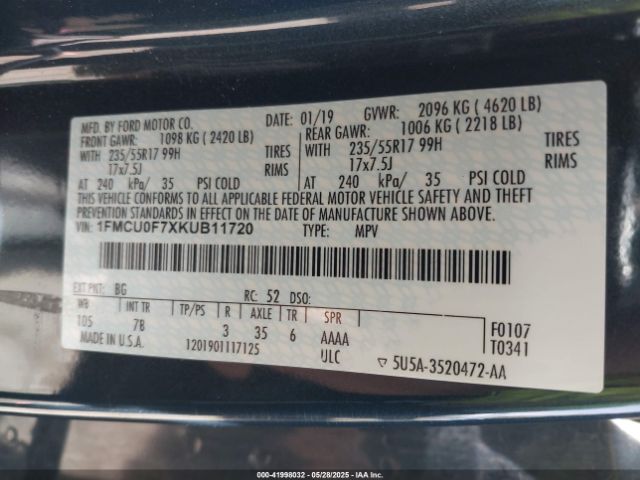 MFD. BY FORD MOTOR CO.
DATE: 01/19 GVWR: 2096 KG ( 4620 LB)
FRONT GAWR: 1098 KG ( 2420 LB) REAR GAWR: 1006 KG ( 2218 LB)
WITH 235/55R17 99H TIRES WITH 235/55R17 99H TIRES
17x7.5J RIMS 17x7.5J RIMS
AT 240 kPa/ 35 PSI COLD AT 240 kPa/ 35 PSI COLD
THIS VEHICLE CONFORMS TO ALL APPLICABLE FEDERAL MOTOR VEHICLE SAFETY AND THEFT
PREVENTION STANDARDS IN EFFECT ON THE DATE OF MANUFACTURE SHOWN ABOVE.
VIN: 1FMCU0F7XKUB11720 TYPE: MPV
EXT PNT: BG RC: 52 DSO:
WB INT TR TP/PS R AXLE TR SPR
105 7B 3 35 6 AAAA F0107
MADE IN U.S.A. 1201901117125 ULC T0341
▽ 5U5A-3520472-AA
000-41998032 | 05/28/2025 | IAA Inc.